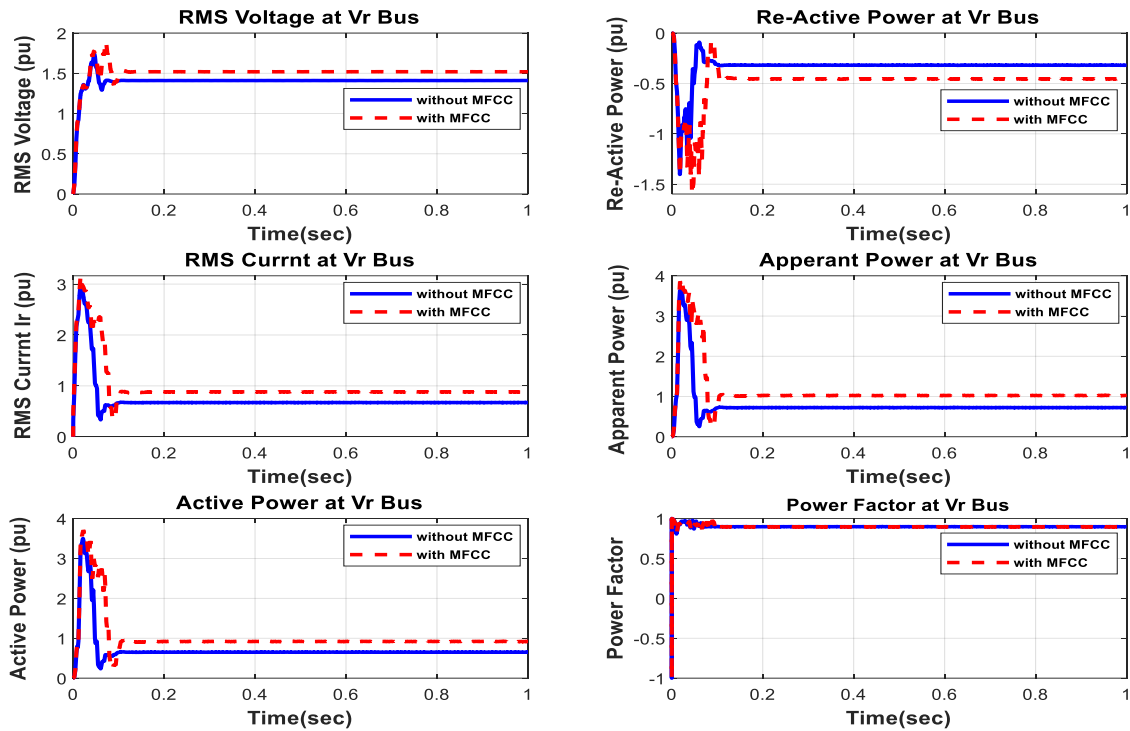 RMS Voltage at Vr Bus
RMS Voltage (pu)
2
1.5
1
0.5
0
without MFCC
with MFCC
0 0.2 0.4 0.6 0.8 1
Time(sec)
Re-Active Power at Vr Bus
Re-Active Power (pu)
0
-0.5
-1
-1.5
without MFCC
with MFCC
0 0.2 0.4 0.6 0.8 1
Time(sec)
RMS Currnt at Vr Bus
RMS Currnt Ir (pu)
3
2
1
0
without MFCC
with MFCC
0 0.2 0.4 0.6 0.8 1
Time(sec)
Apperant Power at Vr Bus
Apparent Power (pu)
4
3
2
1
0
without MFCC
with MFCC
0 0.2 0.4 0.6 0.8 1
Time(sec)
Active Power at Vr Bus
Active Power (pu)
4
3
2
1
0
without MFCC
with MFCC
0 0.2 0.4 0.6 0.8 1
Time(sec)
Power Factor at Vr Bus
Power Factor
1
0.5
0
-0.5
-1
without MFCC
with MFCC
0 0.2 0.4 0.6 0.8 1
Time(sec)